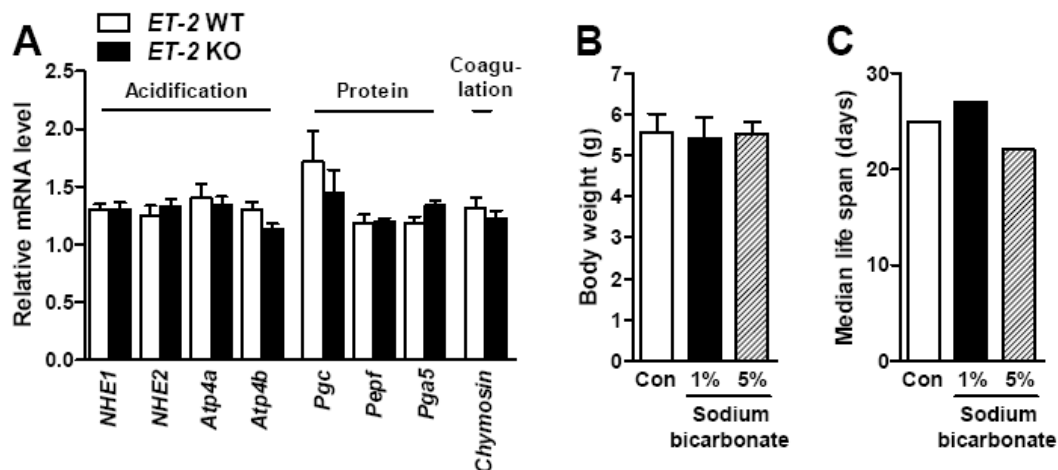 A
ET-2 WT
ET-2 KO
Relative mRNA level
2.5
2.0
1.5
1.0
0.5
0.0
Acidification
Protein
Coagu-
lation
NHE1
NHE2
Atp4a
Atp4b
Pgc
Pepf
Pga5
Chymosin
B
Body weight (g)
7
6
5
4
3
2
1
0
Con
1%
5%
Sodium
bicarbonate
C
Median life span (days)
30
20
10
0
Con
1%
5%
Sodium
bicarbonate